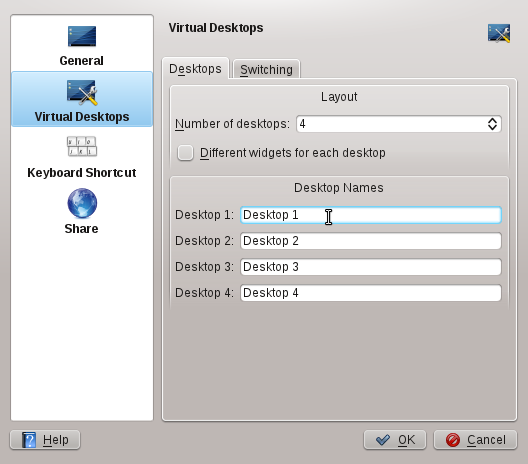 General
Virtual Desktops
Keyboard Shortcut
Share
Virtual Desktops
Desktops Switching
Layout
Number of desktops: 4
Different widgets for each desktop
Desktop Names
Desktop 1: Desktop 1
Desktop 2: Desktop 2
Desktop 3: Desktop 3
Desktop 4: Desktop 4
Help OK Cancel